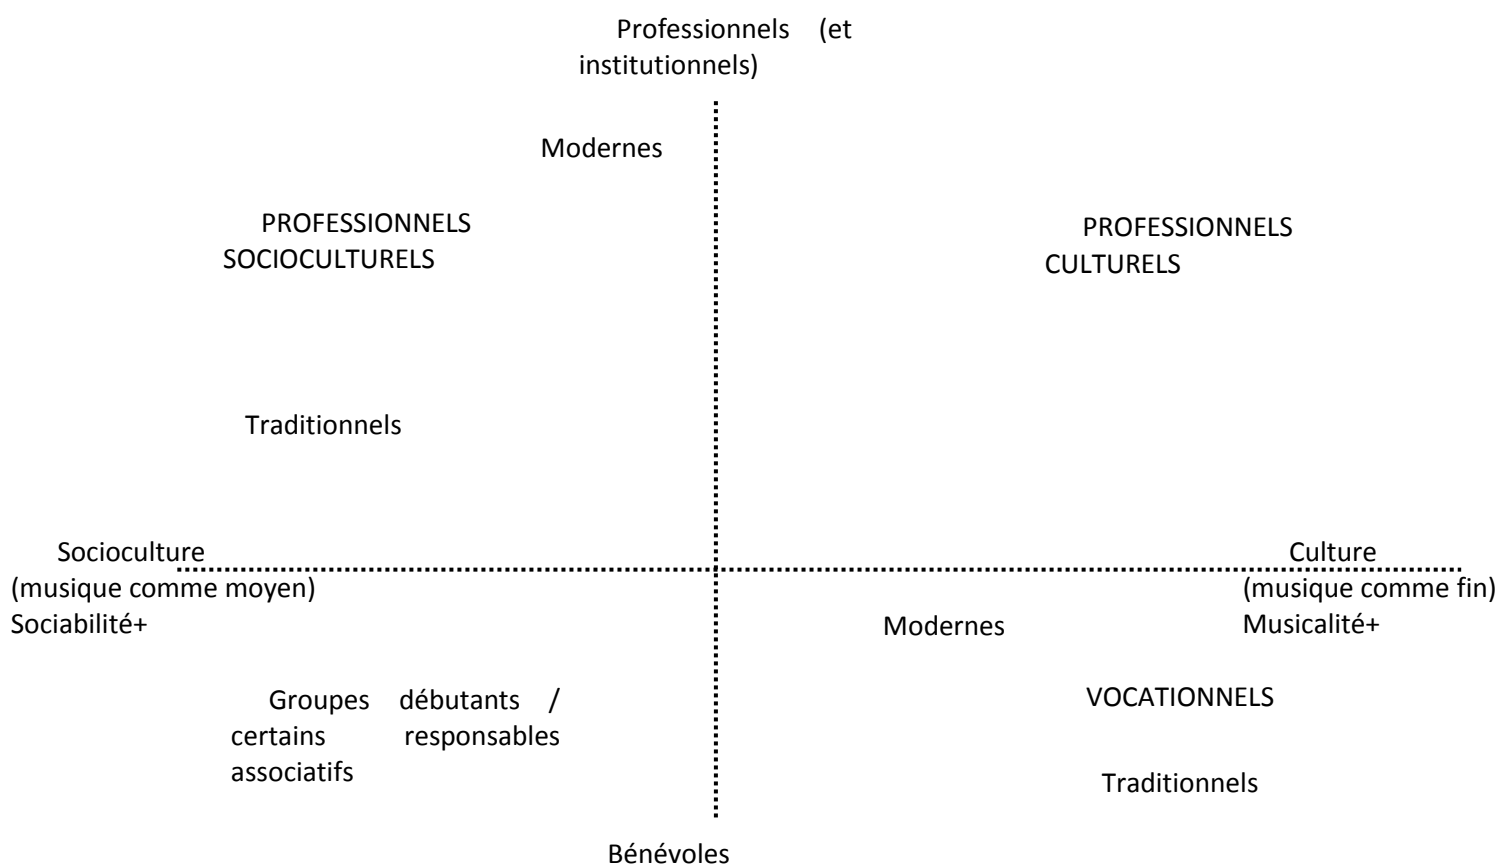 Professionnels (et
institutionnels)
Modernes
PROFESSIONNELS
SOCIOCULTURELS
PROFESSIONNELS
CULTURELS
Traditionnels
Socioculture
(musique comme moyen)
Sociabilité+
Culture
(musique comme fin)
Musicalité+
Modernes
Groupes débutants /
certains responsables
associatifs
VOCATIONNELS
Traditionnels
Bénévoles